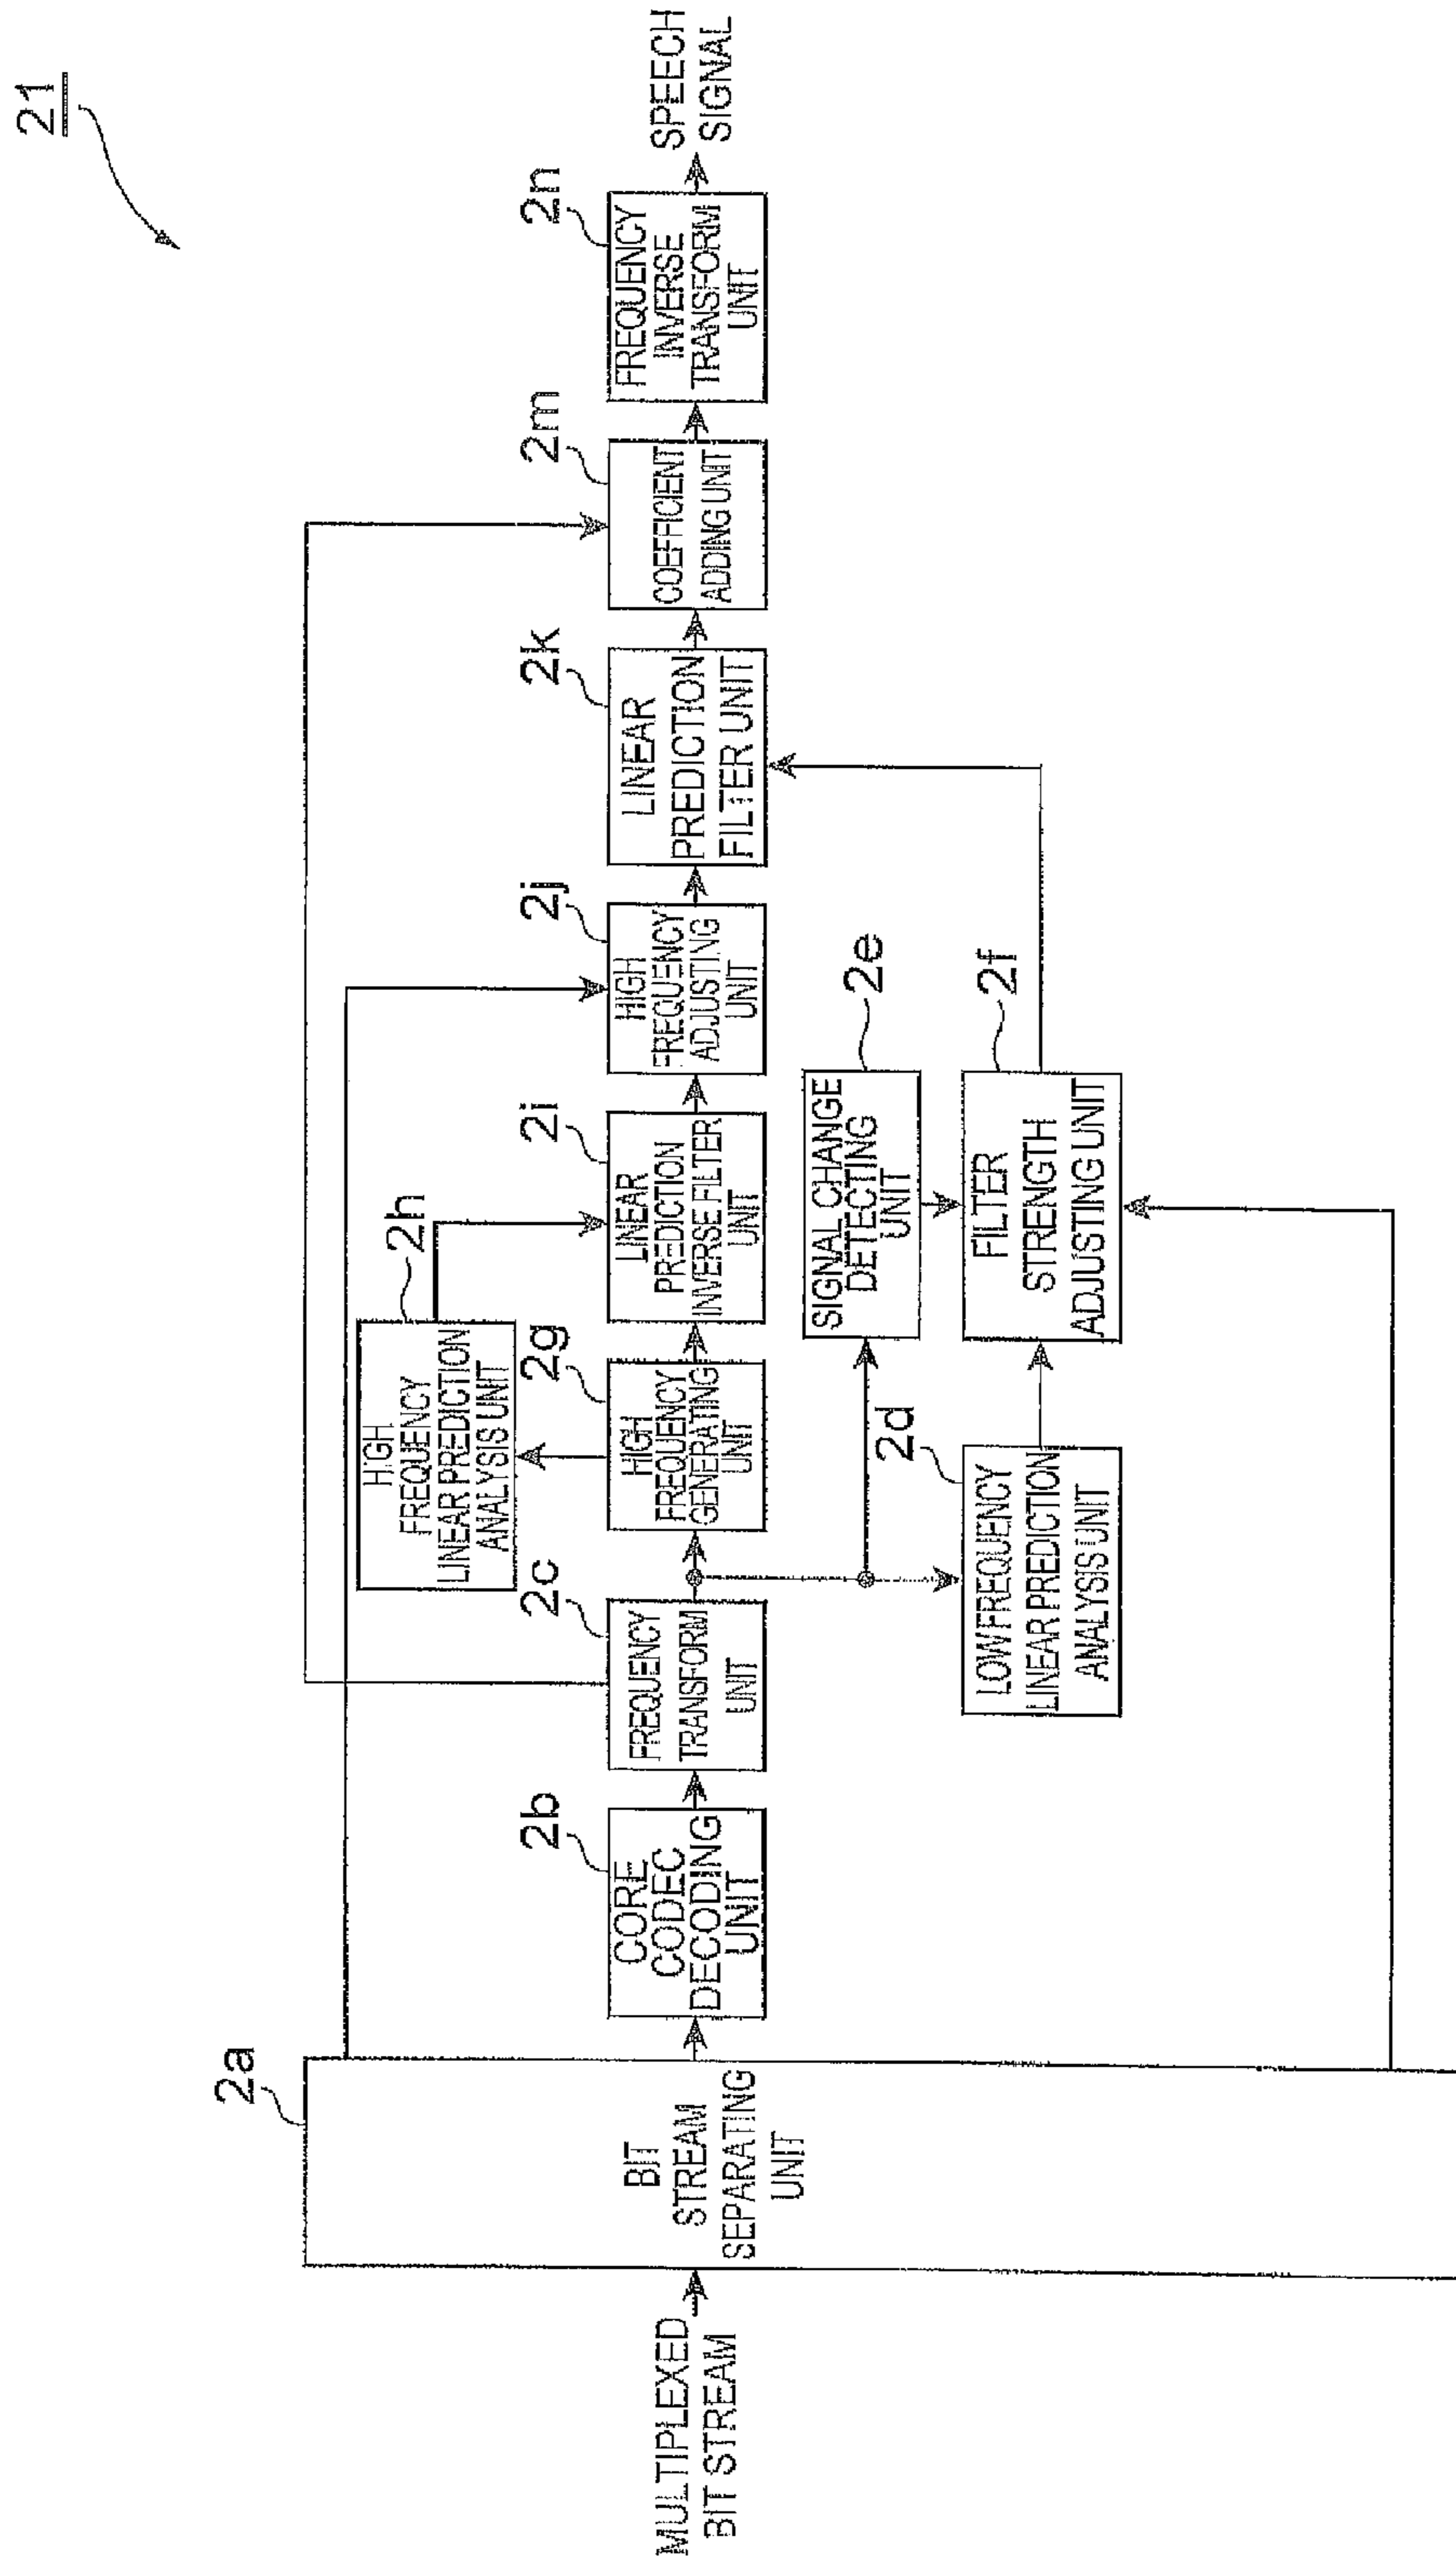 21
MULTIPLEXED
BIT STREAM
2a
BIT
STREAM
SEPARATING
UNIT
2b
CORE
CODEC
DECODING
UNIT
2c
FREQUENCY
TRANSFORM
UNIT
2g
HIGH
FREQUENCY
GENERATING
UNIT
2h
HIGH
FREQUENCY
LINEAR PREDICTION
ANALYSIS UNIT
2i
LINEAR
PREDICTION
INVERSE FILTER
UNIT
2j
HIGH
FREQUENCY
ADJUSTING
UNIT
2k
LINEAR
PREDICTION
FILTER UNIT
2m
COEFFICIENT
ADDING UNIT
2n
FREQUENCY
INVERSE
TRANSFORM
UNIT
SPEECH
SIGNAL
2d
LOW FREQUENCY
LINEAR PREDICTION
ANALYSIS UNIT
2e
SIGNAL CHANGE
DETECTING
UNIT
2f
FILTER
STRENGTH
ADJUSTING UNIT